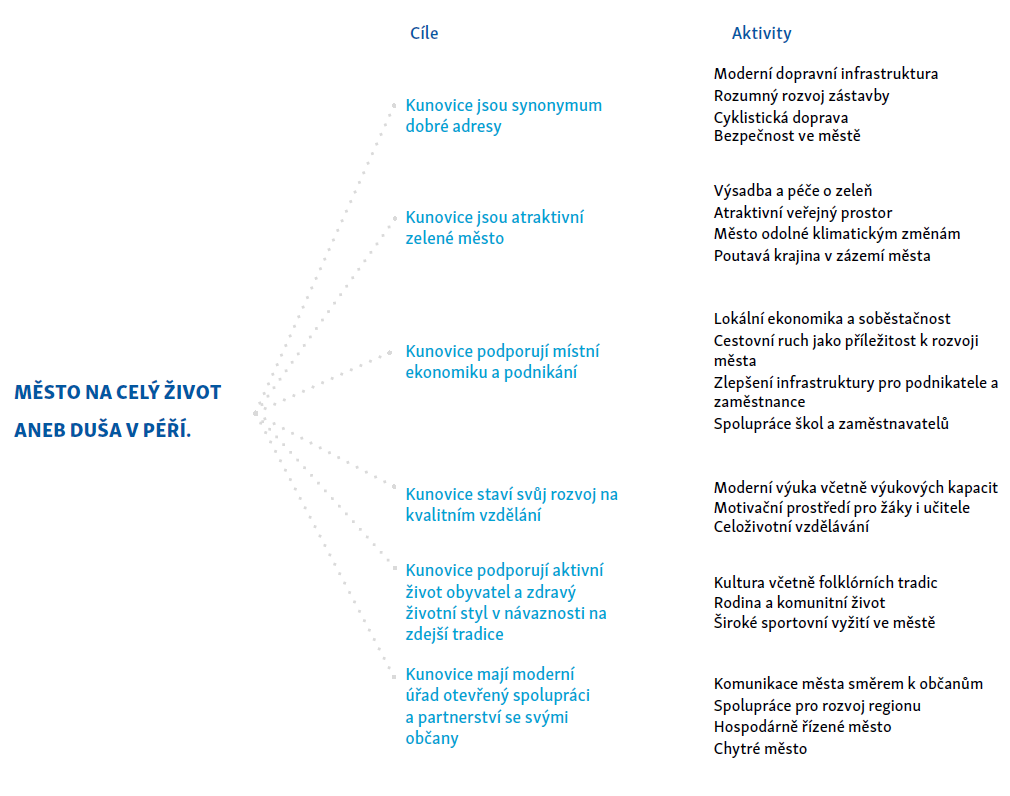 Cíle
Aktivity
MĚSTO NA CELÝ ŽIVOT
ANEB DUŠA V PÉŘÍ.
Kunovice jsou synonymum
dobré adresy
Moderní dopravní infrastruktura
Rozumný rozvoj zástavby
Cyklistická doprava
Bezpečnost ve městě
Kunovice jsou atraktivní
zelené město
Výsadba a péče o zeleň
Atraktivní veřejný prostor
Město odolné klimatickým změnám
Poutavá krajina v zázemí města
Kunovice podporují místní
ekonomiku a podnikání
Lokální ekonomika a soběstačnost
Cestovní ruch jako příležitost k rozvoji
města
Zlepšení infrastruktury pro podnikatele a
zaměstnance
Spolupráce škol a zaměstnavatelů
Kunovice staví svůj rozvoj na
kvalitním vzdělání
Moderní výuka včetně výukových kapacit
Motivační prostředí pro žáky i učitele
Celoživotní vzdělávání
Kunovice podporují aktivní
život obyvatel a zdravý
životní styl v návaznosti na
zdejší tradice
Kultura včetně folklórních tradic
Rodina a komunitní život
Široké sportovní vyžití ve městě
Kunovice mají moderní
úřad otevřený spolupráci
a partnerství se svými
občany
Komunikace města směrem k občanům
Spolupráce pro rozvoj regionu
Hospodárně řízené město
Chytré město